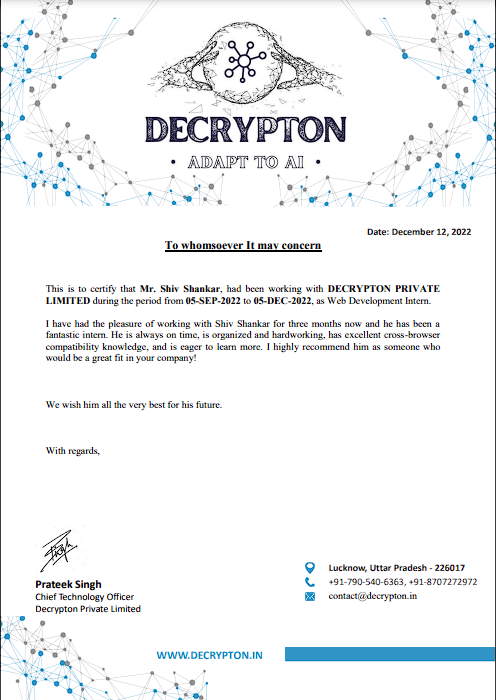 DECRYPTON
• ADAPT TO AI •
Date: December 12, 2022
To whomsoever It may concern
This is to certify that Mr. Shiv Shankar, had been working with DECRYPTON PRIVATE
LIMITED during the period from 05-SEP-2022 to 05-DEC-2022, as Web Development Intern.
I have had the pleasure of working with Shiv Shankar for three months now and he has been a
fantastic intern. He is always on time, is organized and hardworking, has excellent cross-browser
compatibility knowledge, and is eager to learn more. I highly recommend him as someone who
would be a great fit in your company!
We wish him all the very best for his future.
With regards,
Prateek Singh
Chief Technology Officer
Decrypton Private Limited
Lucknow, Uttar Pradesh - 226017
+91-790-540-6363, +91-8707272972
contact@decrypton.in
WWW.DECRYPTON.IN